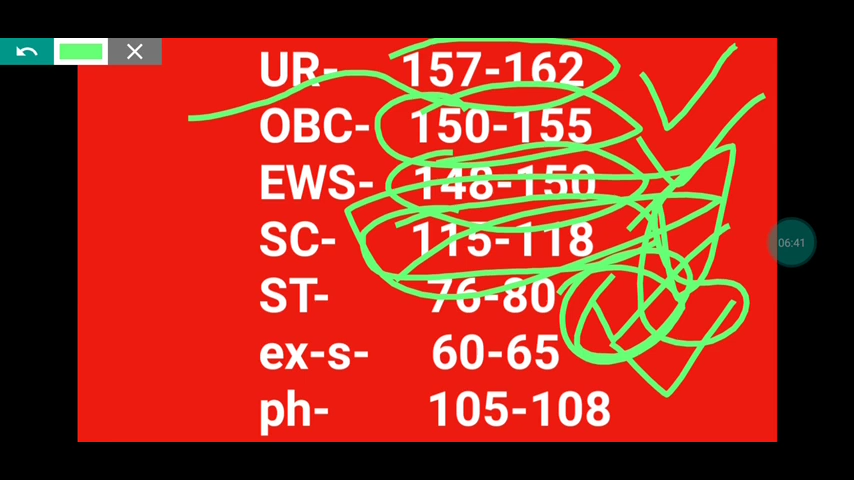 UR- 157-162
OBC- 150-155
EWS- 148-150
SC- 115-118
ST- 76-80
ex-s- 60-65
ph- 105-108
06:41